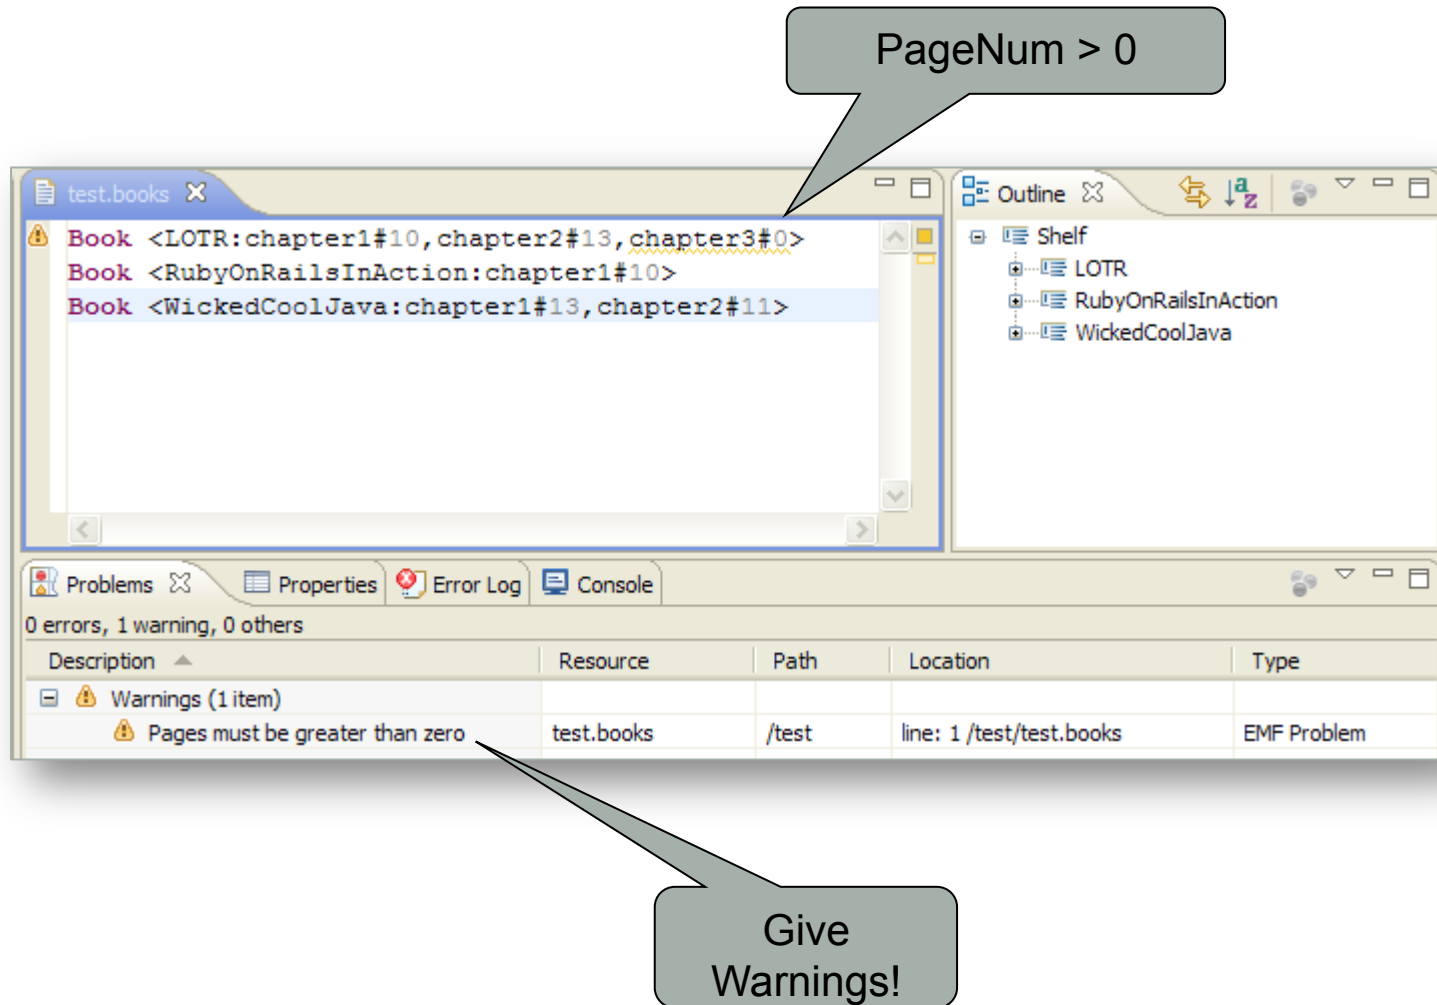 PageNum > 0
test.books
Book <LOTR:chapter1#10,chapter2#13,chapter3#0>
Book <RubyOnRailsInAction:chapter1#10>
Book <WickedCoolJava:chapter1#13,chapter2#11>
Outline
Shelf
LOTR
RubyOnRailsInAction
WickedCoolJava
Problems Properties Error Log Console
0 errors, 1 warning, 0 others
Description Resource Path Location Type
Warnings (1 item)
Pages must be greater than zero test.books /test line: 1 /test/test.books EMF Problem
Give
Warnings!